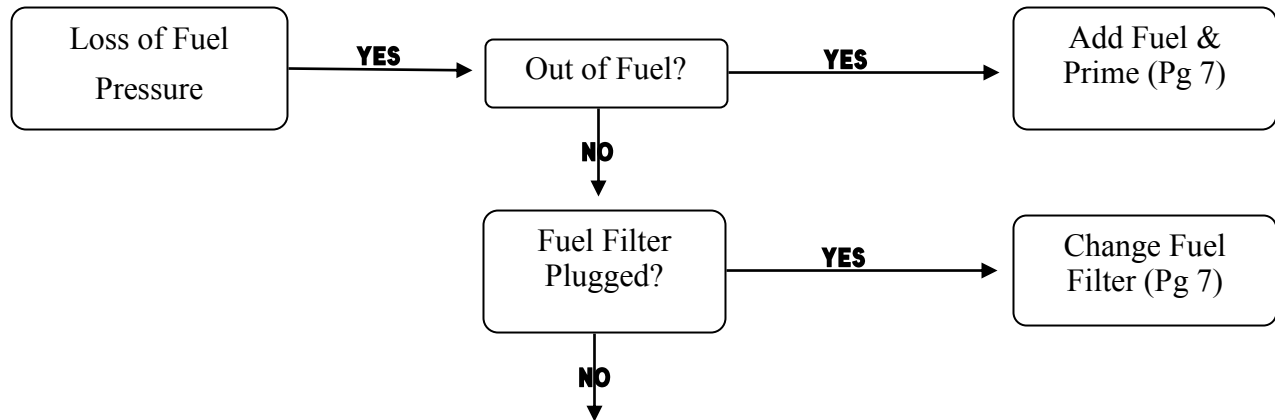 Loss of Fuel
Pressure
YES
Out of Fuel?
YES
Add Fuel &
Prime (Pg 7)
NO
Fuel Filter
Plugged?
YES
Change Fuel
Filter (Pg 7)
NO